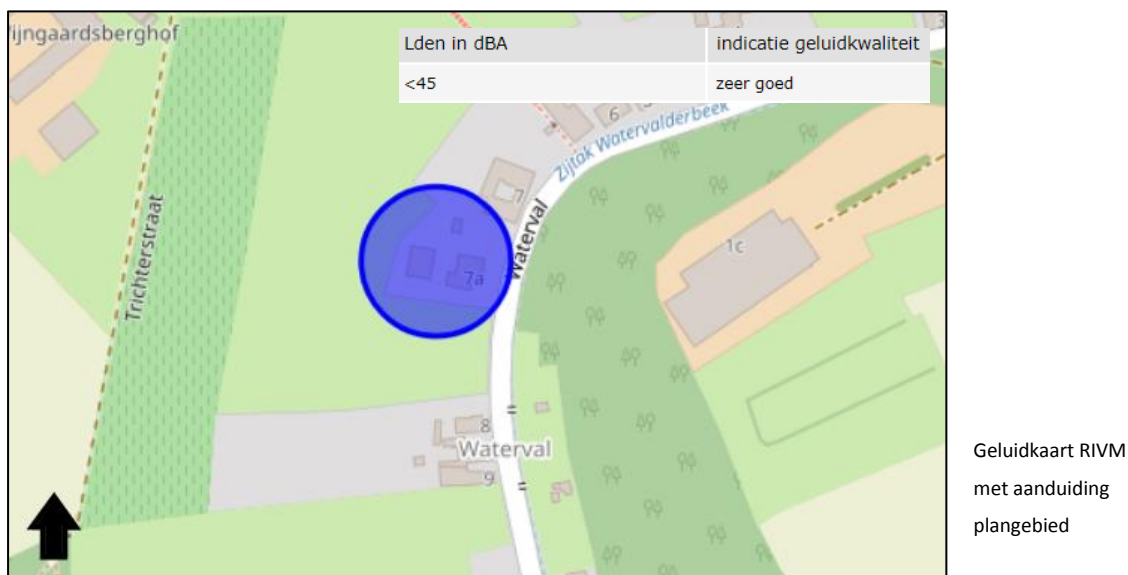 ijngaardsberghof
Lden in dBA
indicatie geluidkwaliteit
<45
zeer goed
6
Zijtak Watervalderbeek
7
Trichterstraat
Waterval
7a
1c
8
Waterval
9
Geluidkaart RIVM
met aanduiding
plangebied